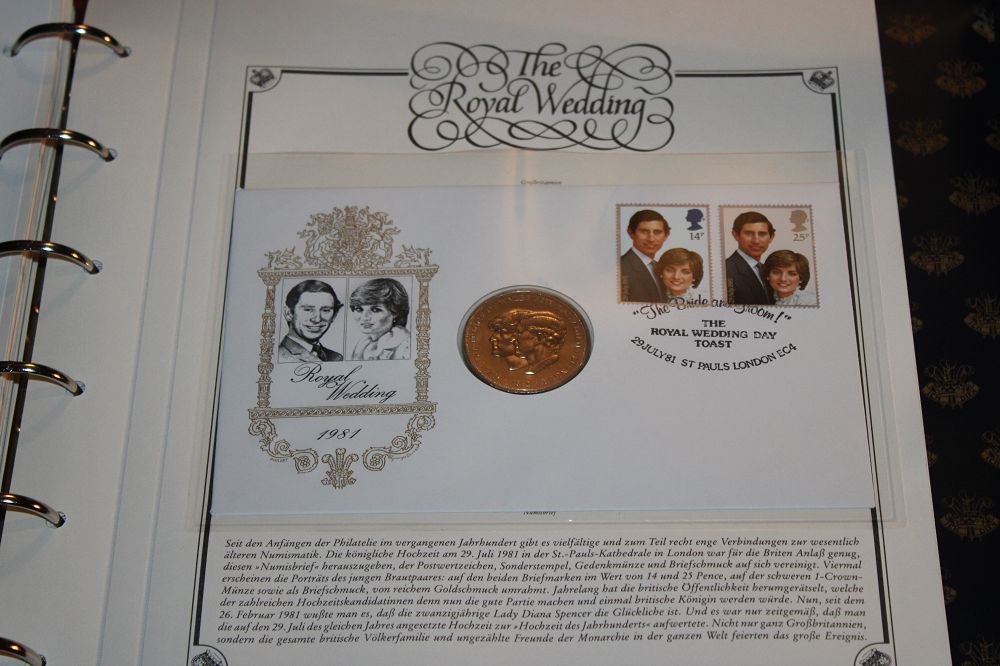 The
Royal Wedding
Großbritannien
14P
25P
"The Bride and Groom!"
THE
ROYAL WEDDING DAY
TOAST
29 JULY 81 ST PAULS LONDON EC4
Royal
Wedding
1981
Numisbrief
Seit den Anfängen der Philatelie im vergangenen Jahrhundert gibt es vielfältige und zum Teil recht enge Verbindungen zur wesentlich
älteren Numismatik. Die königliche Hochzeit am 29. Juli 1981 in der St.-Pauls-Kathedrale in London war für die Briten Anlaß genug,
diesen »Numisbrief« herauszugeben, der Postwertzeichen, Sonderstempel, Gedenkmünze und Briefschmuck auf sich vereinigt. Viermal
erscheinen die Porträts des jungen Brautpaares: auf den beiden Briefmarken im Wert von 14 und 25 Pence, auf der schweren 1-Crown-
Münze sowie als Briefschmuck, von reichem Goldschmuck umrahmt. Jahrelang hat die britische Öffentlichkeit herumgerätselt, welche
der zahlreichen Hochzeitskandidatinnen denn nun die gute Partie machen und einmal britische Königin werden würde. Nun, seit dem
26. Februar 1981 wußte man es, daß die zwanzigjährige Lady Diana Spencer die Glückliche ist. Und es war nur zeitgemäß, daß man
die auf den 29. Juli des gleichen Jahres angesetzte Hochzeit zur »Hochzeit des Jahrhunderts« aufwertete. Nicht nur ganz Großbritannien,
sondern die gesamte britische Völkerfamilie und ungezählte Freunde der Monarchie in der ganzen Welt feierten das große Ereignis.